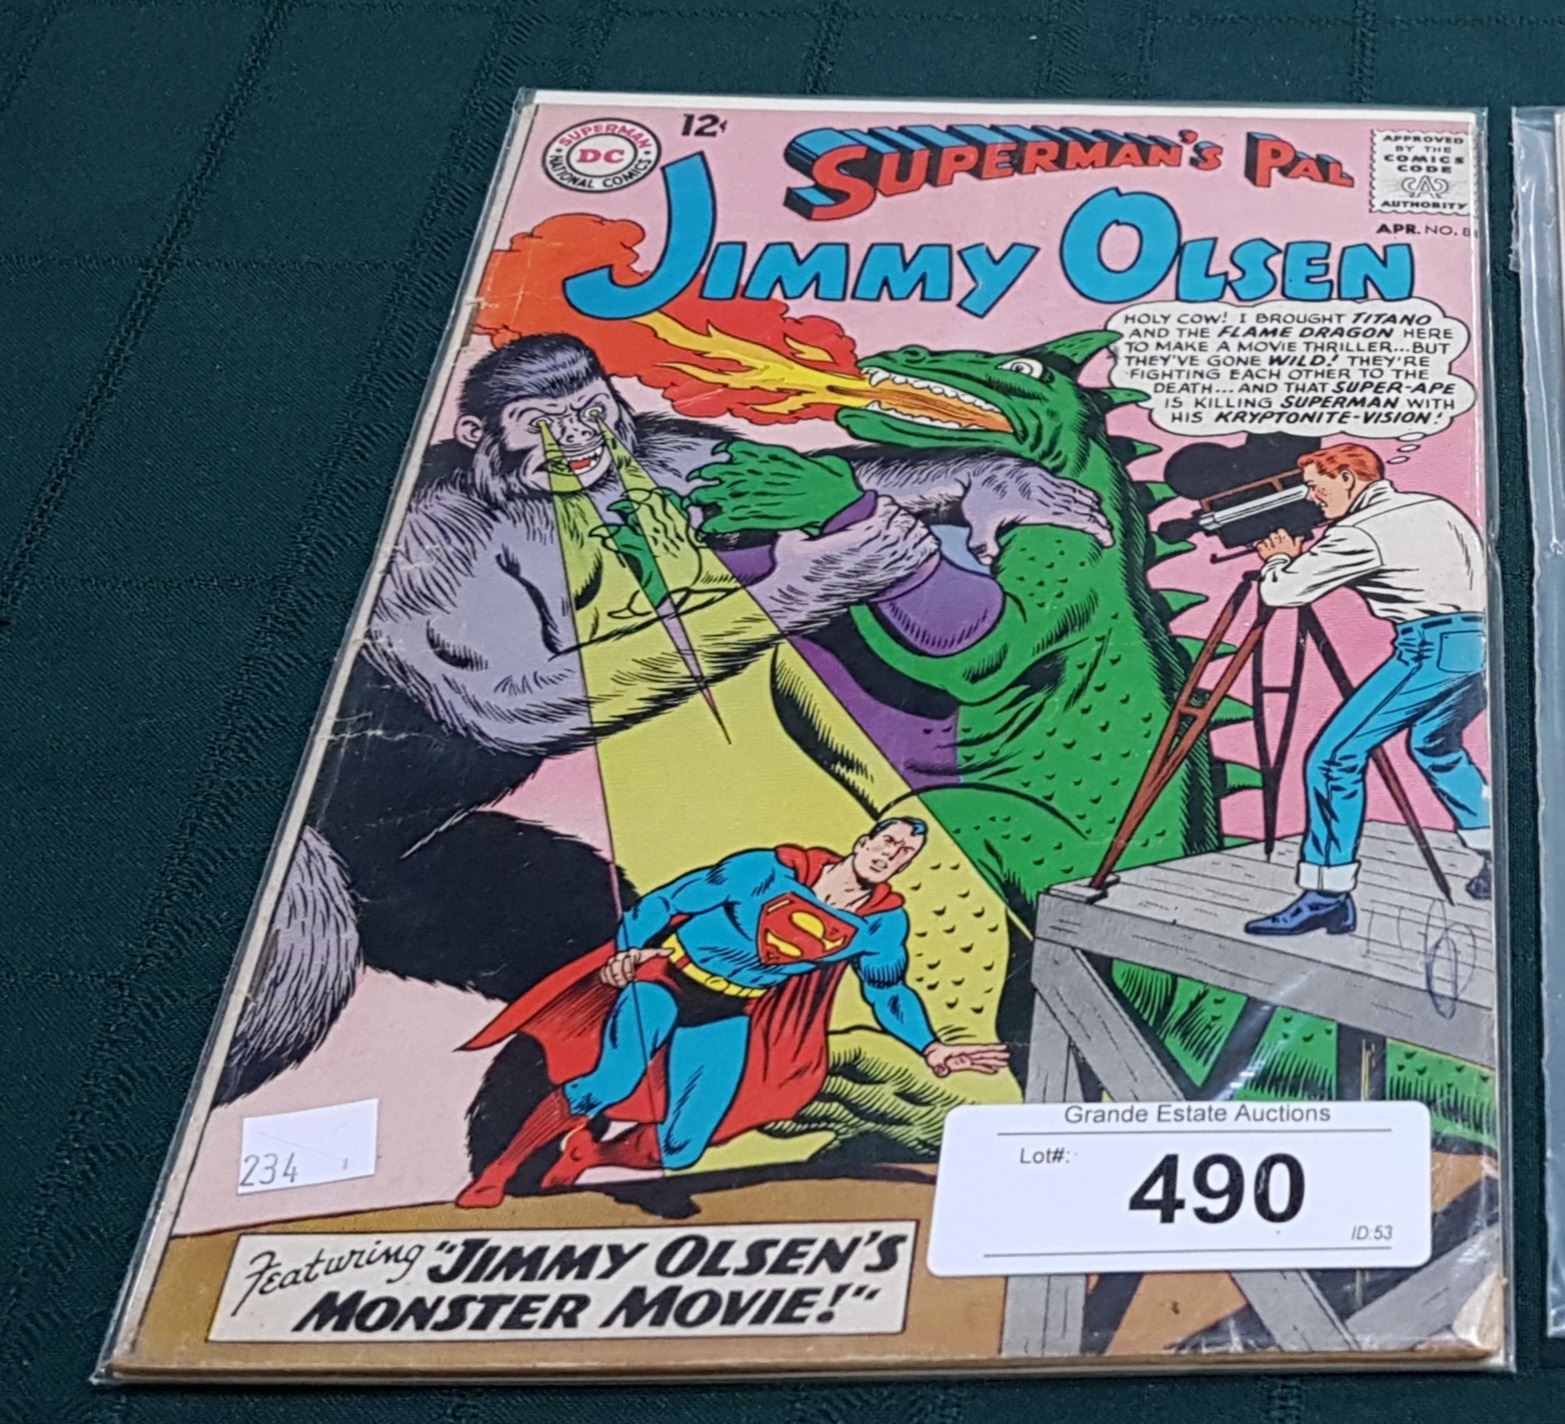 SUPERMAN
DC
NATIONAL COMICS
12¢
SUPERMAN'S PAL
JIMMY OLSEN
APPROVED
BY THE
COMICS
CODE
CA
AUTHORITY
APR. NO. 8
HOLY COW! I BROUGHT TITANO
AND THE FLAME DRAGON HERE
TO MAKE A MOVIE THRILLER...BUT
THEY'VE GONE WILD! THEY'RE
FIGHTING EACH OTHER TO THE
DEATH...AND THAT SUPER-APE
IS KILLING SUPERMAN WITH
HIS KRYPTONITE-VISION!
S
234
Grande Estate Auctions
Lot#:
490
ID:53
Featuring "JIMMY OLSEN'S
MONSTER MOVIE!"